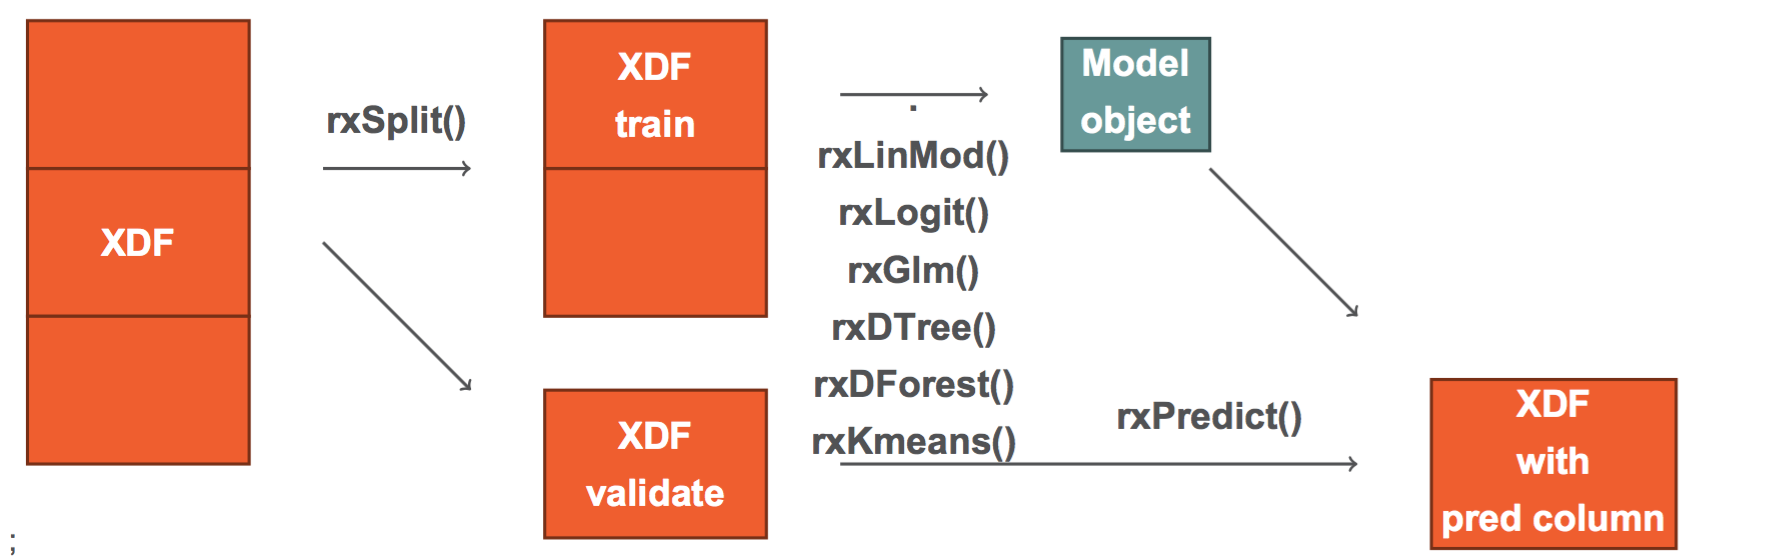 XDF
rxSplit()
XDF
train
XDF
validate
.
rxLinMod()
rxLogit()
rxGlm()
rxDTree()
rxDForest()
rxKmeans()
Model
object
rxPredict()
XDF
with
pred column
;